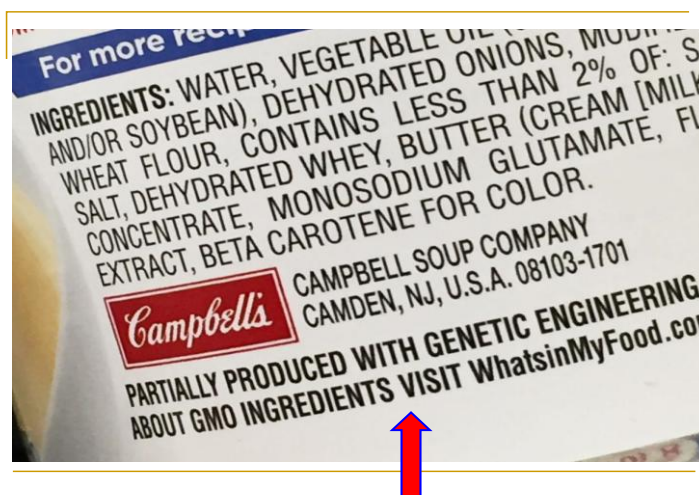 For more
INGREDIENTS: WATER, VEGETABLE OIL
AND/OR SOYBEAN), DEHYDRATED ONIONS,
WHEAT FLOUR, CONTAINS LESS THAN 2% OF: S
SALT, DEHYDRATED WHEY, BUTTER (CREAM [MILK
CONCENTRATE, MONOSODIUM GLUTAMATE,
EXTRACT, BETA CAROTENE FOR COLOR.
Campbell's
CAMPBELL SOUP COMPANY
CAMDEN, NJ, U.S.A. 08103-1701
PARTIALLY PRODUCED WITH GENETIC ENGINEERING
ABOUT GMO INGREDIENTS VISIT WhatsinMyFood.co